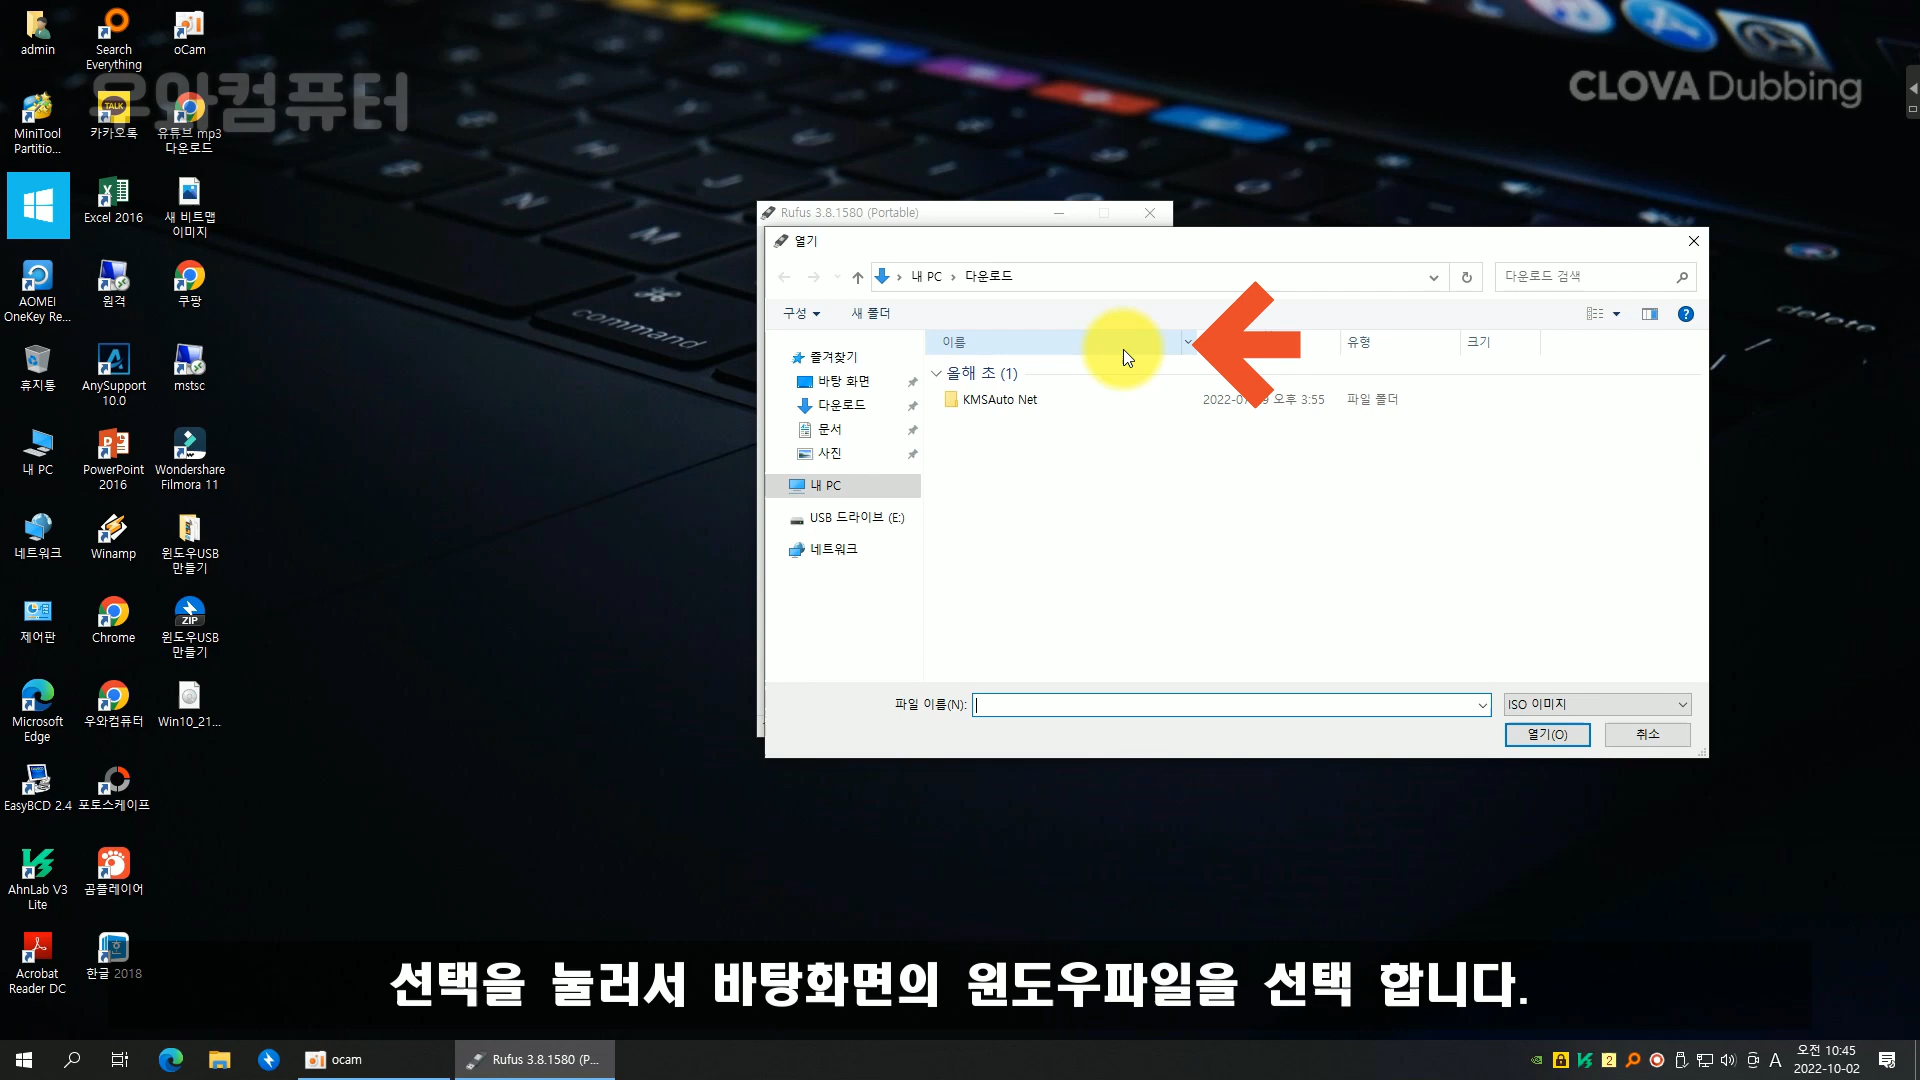 admin
Search
Everything
oCam
우와컴퓨터
CLOVA Dubbing
MiniTool
Partitio...
카카오톡
유튜브 mp3
다운로드
Excel 2016
새 비트맵
이미지
AOMEI
OneKey Re...
원격
쿠팡
휴지통
AnySupport
10.0
mstsc
내 PC
PowerPoint
2016
Wondershare
Filmora 11
네트워크
Winamp
윈도우USB
만들기
제어판
Chrome
ZIP
윈도우USB
만들기
Microsoft
Edge
우와컴퓨터
Win10_21...
EasyBCD 2.4
포토스케이프
AhnLab V3
Lite
곰플레이어
Acrobat
Reader DC
한글 2018
command
delete
Rufus 3.8.1580 (Portable)
열기
내 PC > 다운로드
다운로드 검색
구성
새 폴더
이름
유형
크기
즐겨찾기
바탕 화면
다운로드
문서
사진
내 PC
USB 드라이브 (E:)
네트워크
올해 초 (1)
KMSAuto Net
오후 3:55
파일 폴더
파일 이름(N):
ISO 이미지
열기(O)
취소
선택을 눌러서 바탕화면의 윈도우파일을 선택 합니다.
ocam
Rufus 3.8.1580 (P...
2
A
오전 10:45
2022-10-02